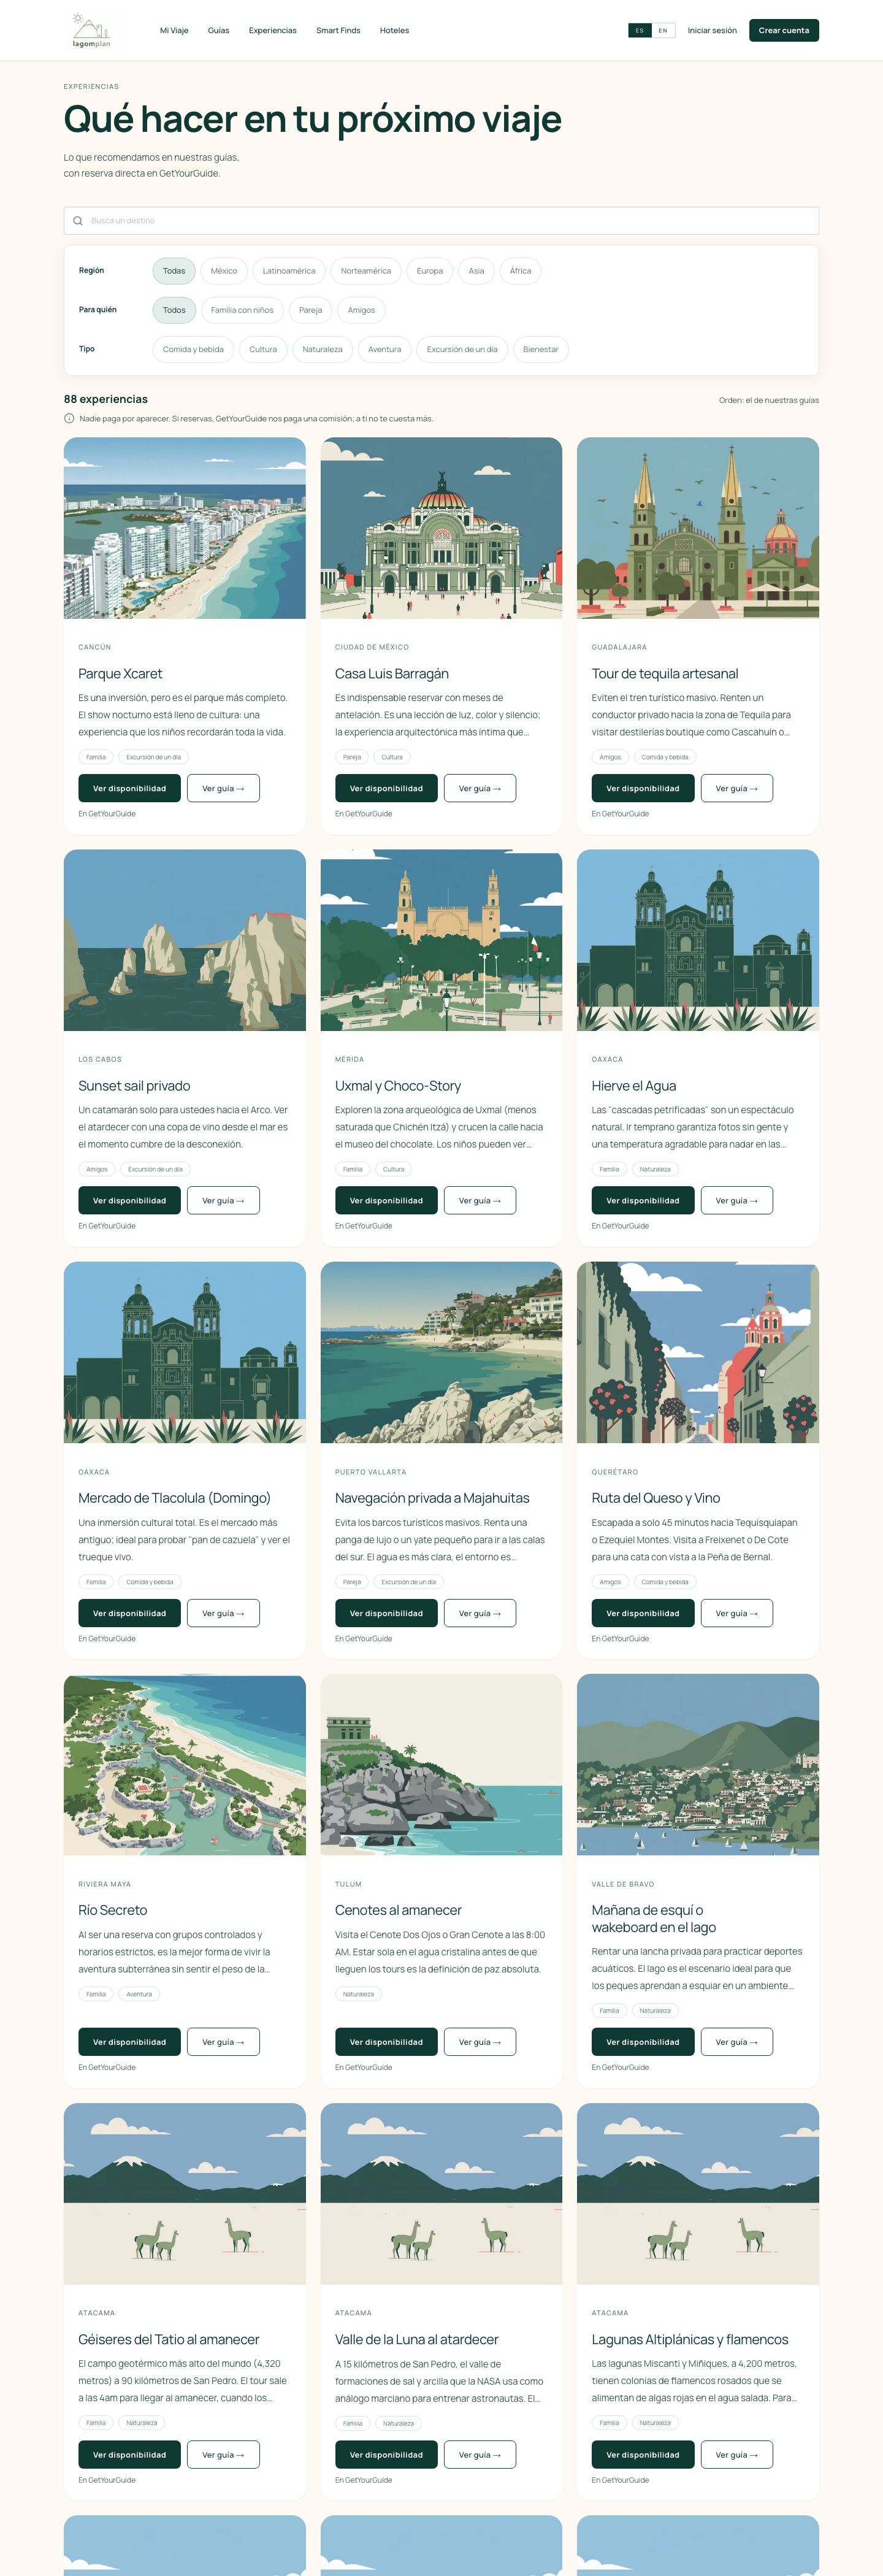 lagomplan
Mi Viaje
Guías
Experiencias
Smart Finds
Hoteles
ES
EN
Iniciar sesión
Crear cuenta
EXPERIENCIAS
Qué hacer en tu próximo viaje
Lo que recomendamos en nuestras guías,
con reserva directa en GetYourGuide.
Busca un destino
Región
Todas
México
Latinoamérica
Norteamérica
Europa
Asia
África
Para quién
Todos
Familia con niños
Pareja
Amigos
Tipo
Comida y bebida
Cultura
Naturaleza
Aventura
Excursión de un día
Bienestar
88 experiencias
Orden: el de nuestras guías
Nadie paga por aparecer. Si reservas, GetYourGuide nos paga una comisión; a ti no te cuesta más.
CANCÚN
Parque Xcaret
Es una inversión, pero es el parque más completo.
El show nocturno está lleno de cultura: una
experiencia que los niños recordarán toda la vida.
Familia
Excursión de un día
Ver disponibilidad
Ver guía →
En GetYourGuide
CIUDAD DE MÉXICO
Casa Luis Barragán
Es indispensable reservar con meses de
antelación. Es una lección de luz, color y silencio;
la experiencia arquitectónica más íntima que…
Pareja
Cultura
Ver disponibilidad
Ver guía →
En GetYourGuide
GUADALAJARA
Tour de tequila artesanal
Eviten el tren turístico masivo. Renten un
conductor privado hacia la zona de Tequila para
visitar destilerías boutique como Cascahuín o…
Amigos
Comida y bebida
Ver disponibilidad
Ver guía →
En GetYourGuide
LOS CABOS
Sunset sail privado
Un catamarán solo para ustedes hacia el Arco. Ver
el atardecer con una copa de vino desde el mar es
el momento cumbre de la desconexión.
Amigos
Excursión de un día
Ver disponibilidad
Ver guía →
En GetYourGuide
MÉRIDA
Uxmal y Choco-Story
Exploren la zona arqueológica de Uxmal (menos
saturada que Chichén Itzá) y crucen la calle hacia
el museo del chocolate. Los niños pueden ver…
Familia
Cultura
Ver disponibilidad
Ver guía →
En GetYourGuide
OAXACA
Hierve el Agua
Las "cascadas petrificadas" son un espectáculo
natural. Ir temprano garantiza fotos sin gente y
una temperatura agradable para nadar en las…
Familia
Naturaleza
Ver disponibilidad
Ver guía →
En GetYourGuide
OAXACA
Mercado de Tlacolula (Domingo)
Una inmersión cultural total. Es el mercado más
antiguo; ideal para probar "pan de cazuela" y ver el
trueque vivo.
Familia
Comida y bebida
Ver disponibilidad
Ver guía →
En GetYourGuide
PUERTO VALLARTA
Navegación privada a Majahuitas
Evita los barcos turísticos masivos. Renta una
panga de lujo o un yate pequeño para ir a las calas
del sur. El agua es más clara, el entorno es…
Pareja
Excursión de un día
Ver disponibilidad
Ver guía →
En GetYourGuide
QUERÉTARO
Ruta del Queso y Vino
Escapada a solo 45 minutos hacia Tequisquiapan
o Ezequiel Montes. Visita a Freixenet o De Cote
para una cata con vista a la Peña de Bernal.
Amigos
Comida y bebida
Ver disponibilidad
Ver guía →
En GetYourGuide
RIVIERA MAYA
Río Secreto
Al ser una reserva con grupos controlados y
horarios estrictos, es la mejor forma de vivir la
aventura subterránea sin sentir el peso de la…
Familia
Aventura
Ver disponibilidad
Ver guía →
En GetYourGuide
TULUM
Cenotes al amanecer
Visita el Cenote Dos Ojos o Gran Cenote a las 8:00
AM. Estar sola en el agua cristalina antes de que
lleguen los tours es la definición de paz absoluta.
Naturaleza
Ver disponibilidad
Ver guía →
En GetYourGuide
VALLE DE BRAVO
Mañana de esquí o
wakeboard en el lago
Rentar una lancha privada para practicar deportes
acuáticos. El lago es el escenario ideal para que
los peques aprendan a esquiar en un ambiente…
Familia
Naturaleza
Ver disponibilidad
Ver guía →
En GetYourGuide
ATACAMA
Géiseres del Tatio al amanecer
El campo geotérmico más alto del mundo (4,320
metros) a 90 kilómetros de San Pedro. El tour sale
a las 4am para llegar al amanecer, cuando los…
Familia
Naturaleza
Ver disponibilidad
Ver guía →
En GetYourGuide
ATACAMA
Valle de la Luna al atardecer
A 15 kilómetros de San Pedro, el valle de
formaciones de sal y arcilla que la NASA usa como
análogo marciano para entrenar astronautas. El…
Familia
Naturaleza
Ver disponibilidad
Ver guía →
En GetYourGuide
ATACAMA
Lagunas Altiplánicas y flamencos
Las lagunas Miscanti y Miñiques, a 4,200 metros,
tienen colonias de flamencos rosados que se
alimentan de algas rojas en el agua salada. Para…
Familia
Naturaleza
Ver disponibilidad
Ver guía →
En GetYourGuide